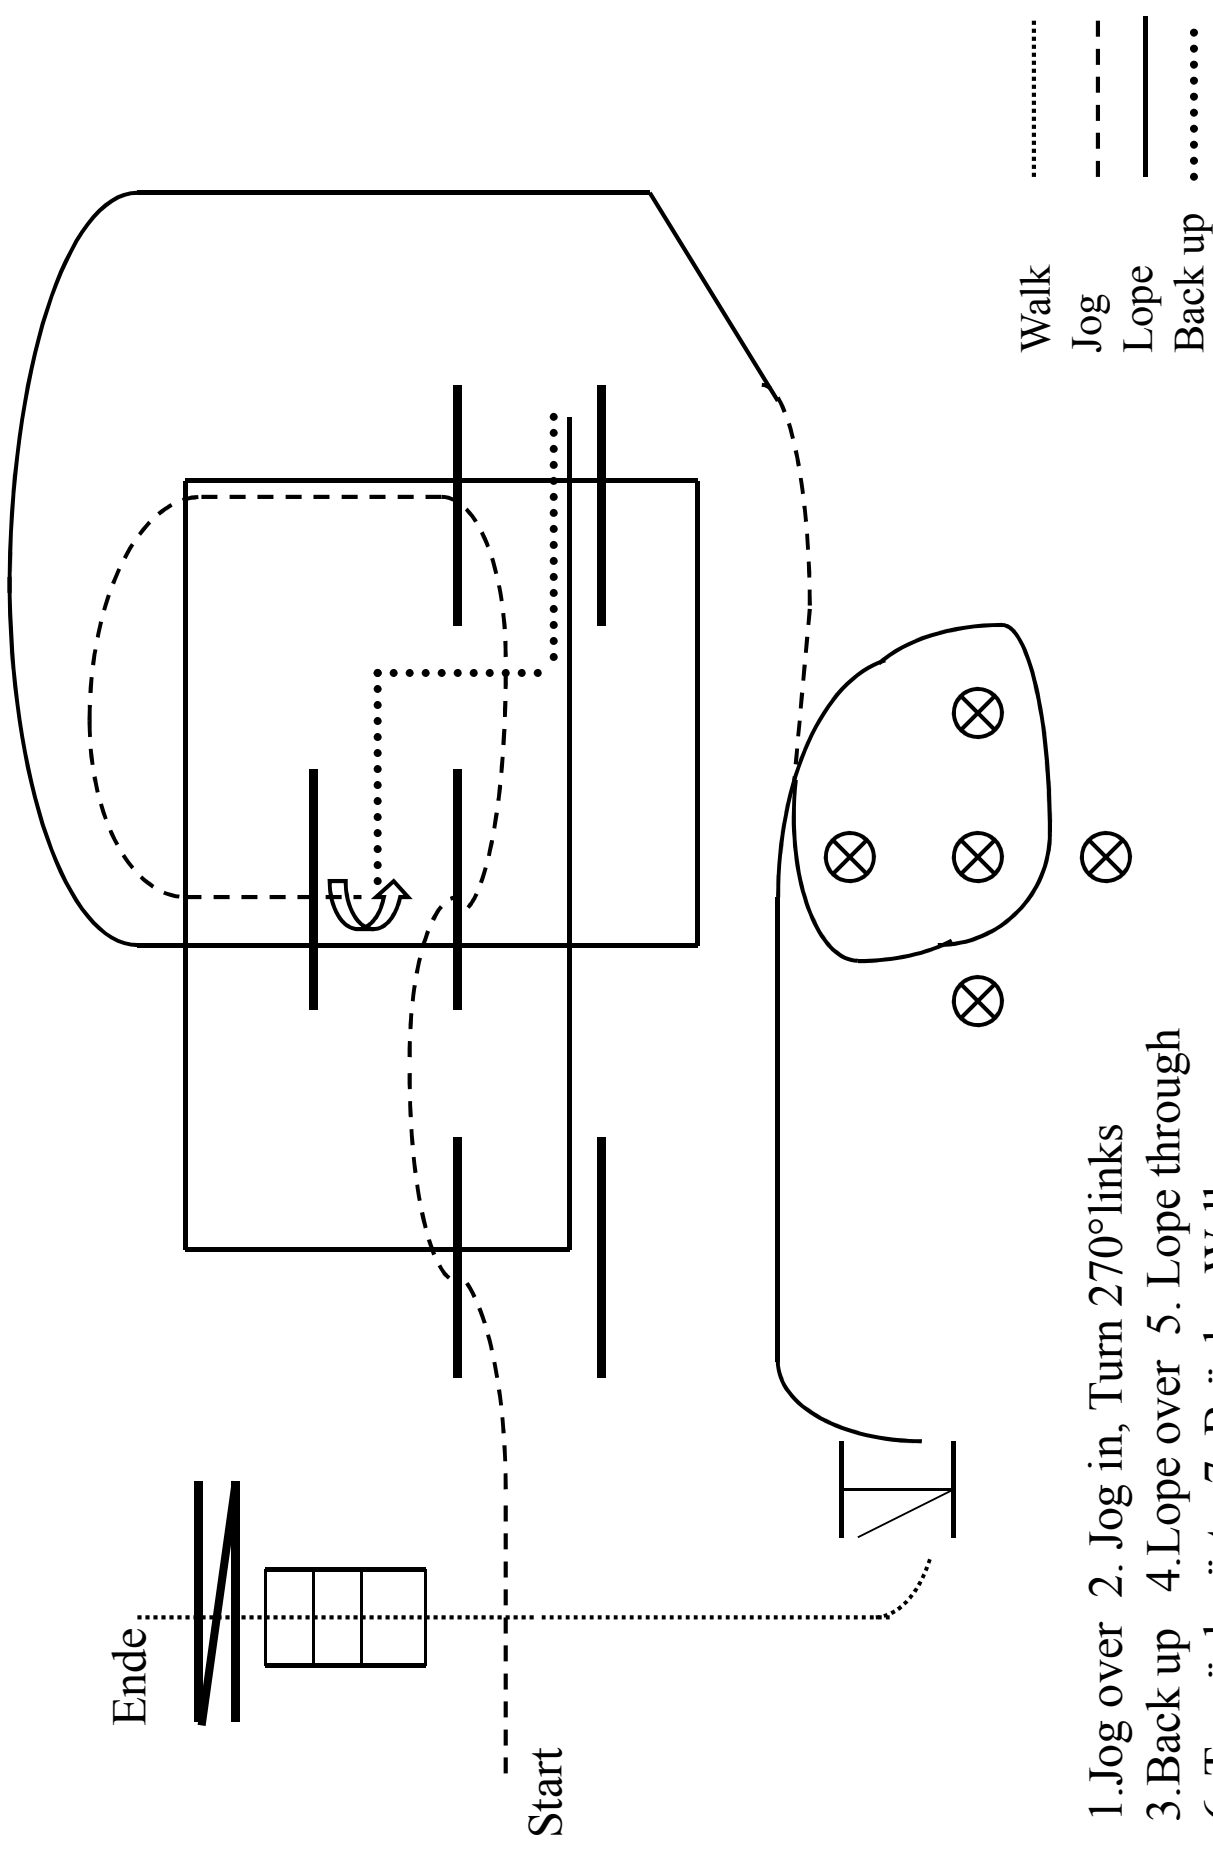 Ende
Start
Walk
Jog
Lope
Back up
1.Jog over 2. Jog in, Turn 270°links
3.Back up 4.Lope over 5. Lope through